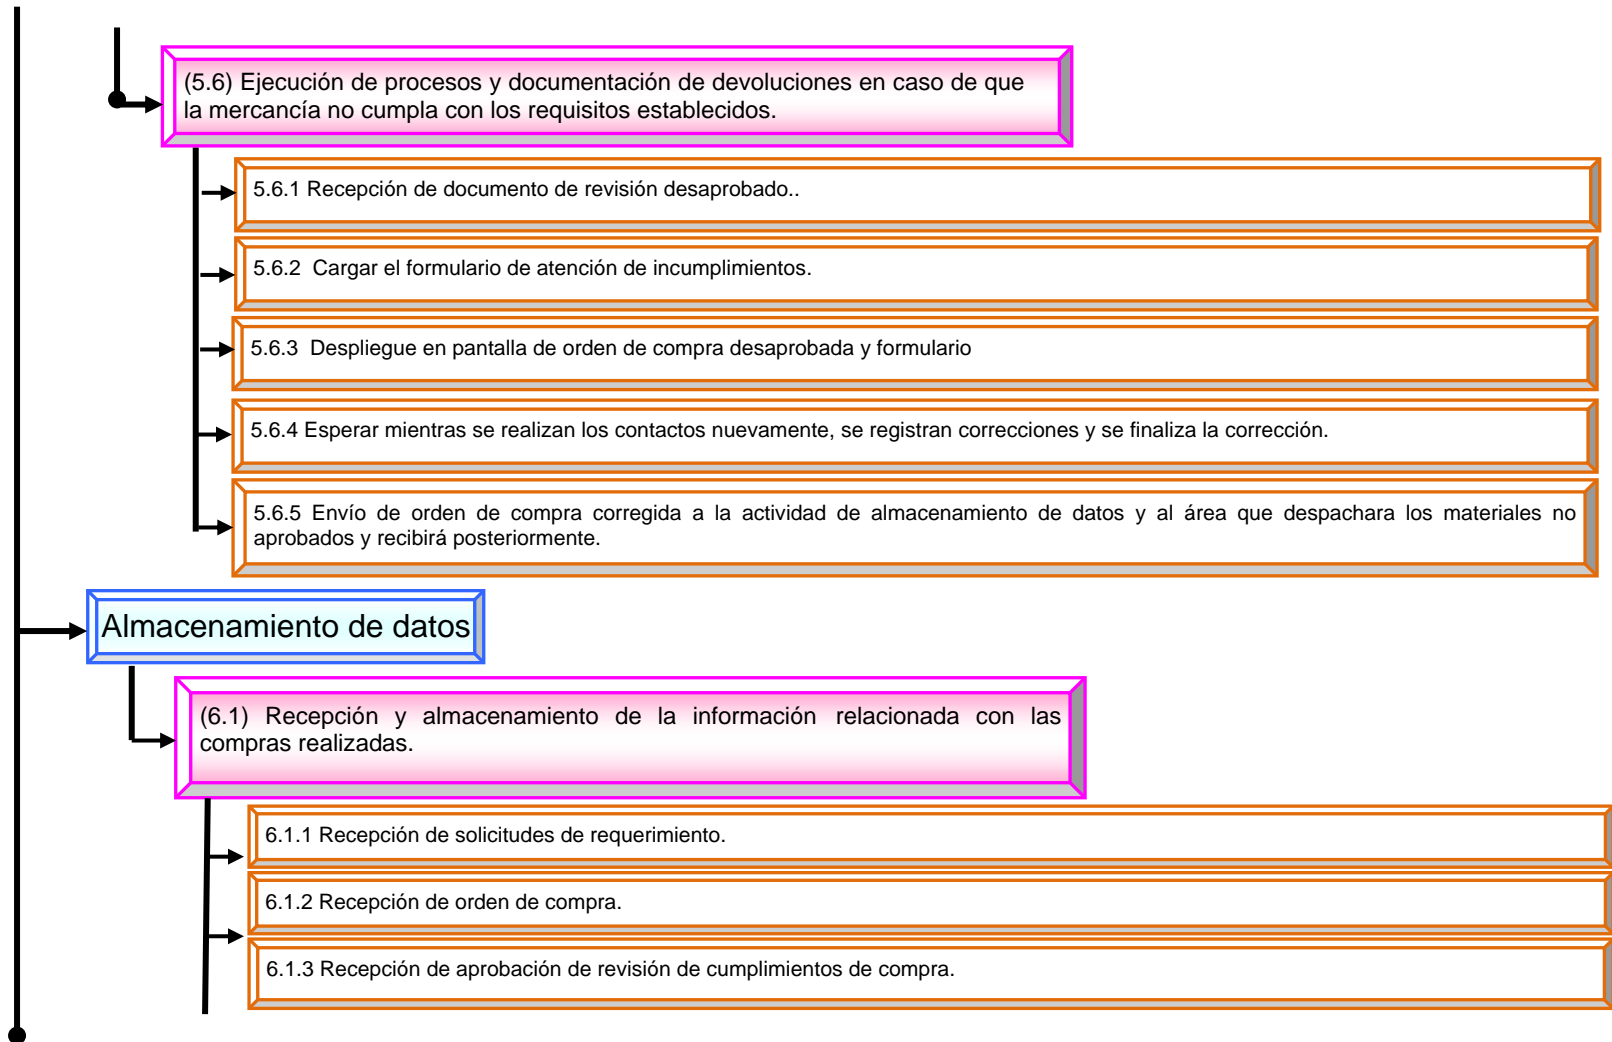 (5.6) Ejecución de procesos y documentación de devoluciones en caso de que
la mercancía no cumpla con los requisitos establecidos.
5.6.1 Recepción de documento de revisión desaprobado..
5.6.2  Cargar el formulario de atención de incumplimientos.
5.6.3  Despliegue en pantalla de orden de compra desaprobada y formulario
5.6.4 Esperar mientras se realizan los contactos nuevamente, se registran correcciones y se finaliza la corrección.
5.6.5 Envío de orden de compra corregida a la actividad de almacenamiento de datos y al área que despachara los materiales no
aprobados y recibirá posteriormente.
Almacenamiento de datos
(6.1) Recepción y almacenamiento de la información relacionada con las
compras realizadas.
6.1.1 Recepción de solicitudes de requerimiento.
6.1.2 Recepción de orden de compra.
6.1.3 Recepción de aprobación de revisión de cumplimientos de compra.